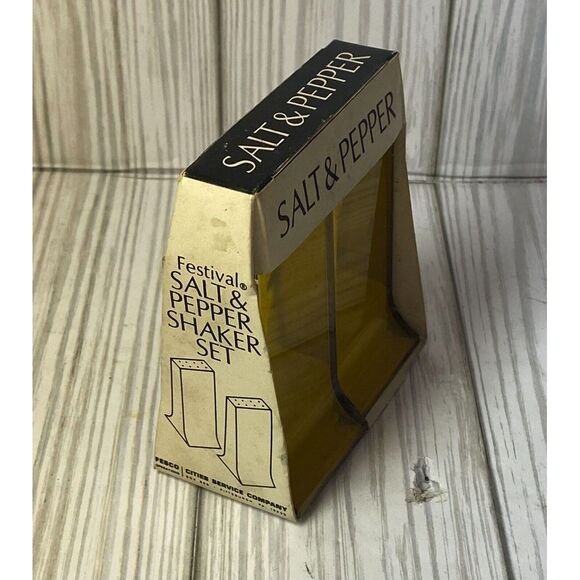 SALT & PEPPER
SALT & PEPPER
Festival®
SALT &
PEPPER
SHAKER
SET
FESCO | CITIES SERVICE COMPANY